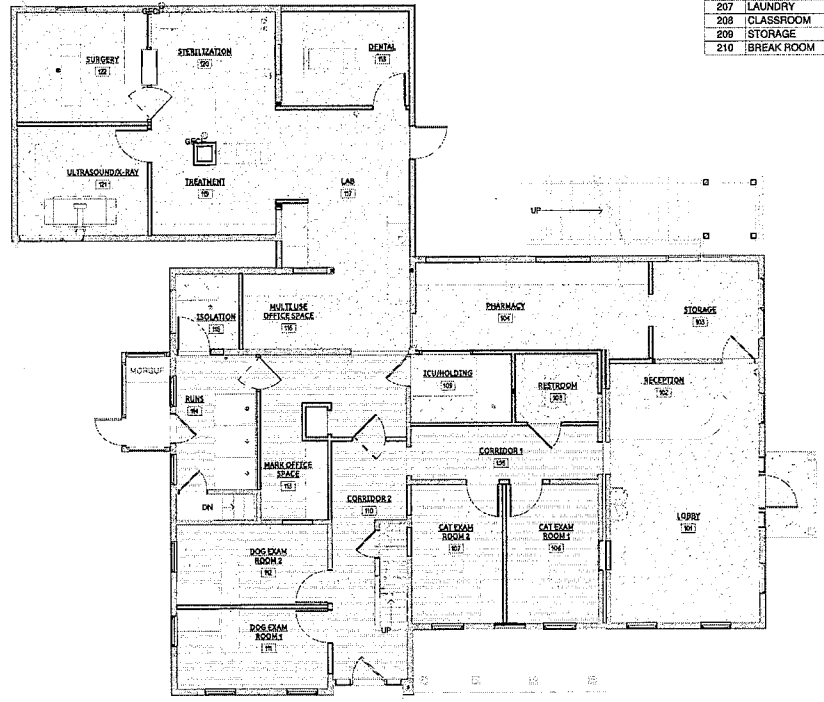 207 LAUNDRY
208 CLASSROOM
209 STORAGE
210 BREAK ROOM
SURGERY
122
STERILIZATION
120
DENTAL
118
ULTRASOUND/X-RAY
121
TREATMENT
119
LAB
117
UP
ISOLATION
MULTI USE
OFFICE SPACE
116
PHARMACY
104
STORAGE
103
MORGUE
RUNS
114
ICU/HOLDING
109
RESTROOM
RECEPTION
102
MARK OFFICE
SPACE
113
CORRIDOR 1
CORRIDOR 2
110
DN
CAT EXAM
ROOM 2
107
CAT EXAM
ROOM 1
106
LOBBY
101
DOG EXAM
ROOM 2
112
UP
DOG EXAM
ROOM 1
111